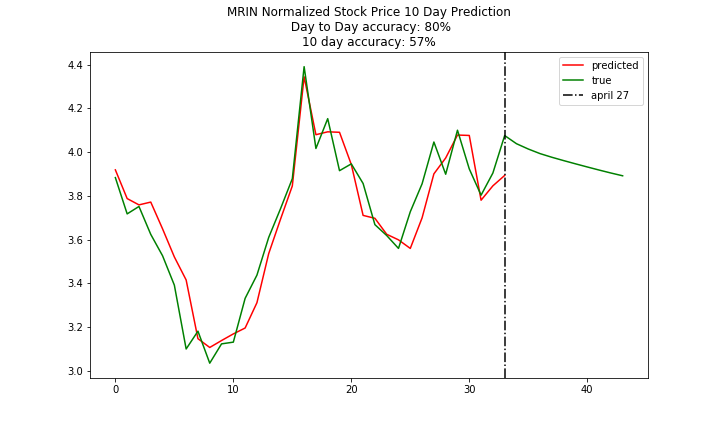 MRIN Normalized Stock Price 10 Day Prediction
Day to Day accuracy: 80%
10 day accuracy: 57%
predicted
true
april 27
4.4
4.2
4.0
3.8
3.6
3.4
3.2
3.0
0 10 20 30 40